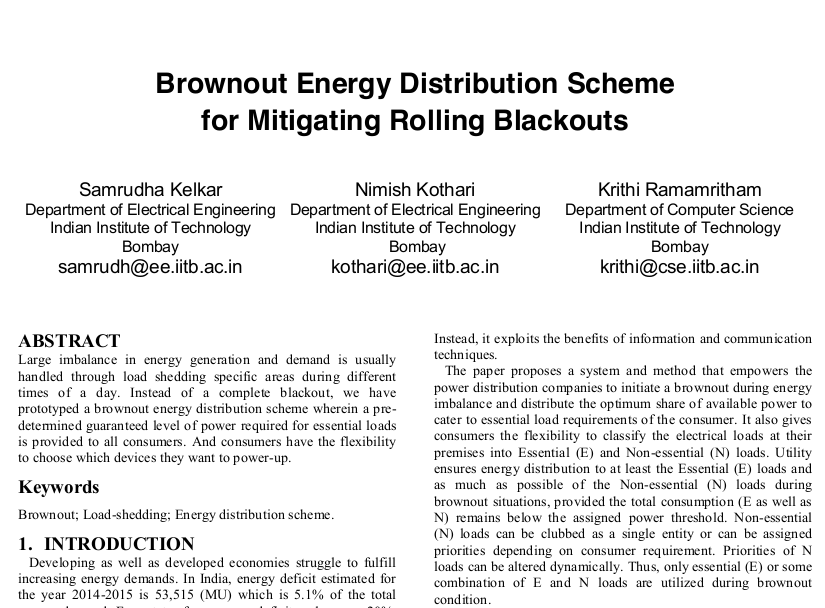 Brownout Energy Distribution Scheme
for Mitigating Rolling Blackouts
Samrudha Kelkar
Department of Electrical Engineering
Indian Institute of Technology
Bombay
samrudh@ee.iitb.ac.in
Nimish Kothari
Department of Electrical Engineering
Indian Institute of Technology
Bombay
kothari@ee.iitb.ac.in
Krithi Ramamritham
Department of Computer Science
Indian Institute of Technology
Bombay
krithi@cse.iitb.ac.in
ABSTRACT
Large imbalance in energy generation and demand is usually
handled through load shedding specific areas during different
times of a day. Instead of a complete blackout, we have
prototyped a brownout energy distribution scheme wherein a pre-
determined guaranteed level of power required for essential loads
is provided to all consumers. And consumers have the flexibility
to choose which devices they want to power-up.
Keywords
Brownout; Load-shedding; Energy distribution scheme.
1. INTRODUCTION
Developing as well as developed economies struggle to fulfill
increasing energy demands. In India, energy deficit estimated for
the year 2014-2015 is 53,515 (MU) which is 5.1% of the total
Instead, it exploits the benefits of information and communication
techniques.
The paper proposes a system and method that empowers the
power distribution companies to initiate a brownout during energy
imbalance and distribute the optimum share of available power to
cater to essential load requirements of the consumer. It also gives
consumers the flexibility to classify the electrical loads at their
premises into Essential (E) and Non-essential (N) loads. Utility
ensures energy distribution to at least the Essential (E) loads and
as much as possible of the Non-essential (N) loads during
brownout situations, provided the total consumption (E as well as
N) remains below the assigned power threshold. Non-essential
(N) loads can be clubbed as a single entity or can be assigned
priorities depending on consumer requirement. Priorities of N
loads can be altered dynamically. Thus, only essential (E) or some
combination of E and N loads are utilized during brownout
condition.